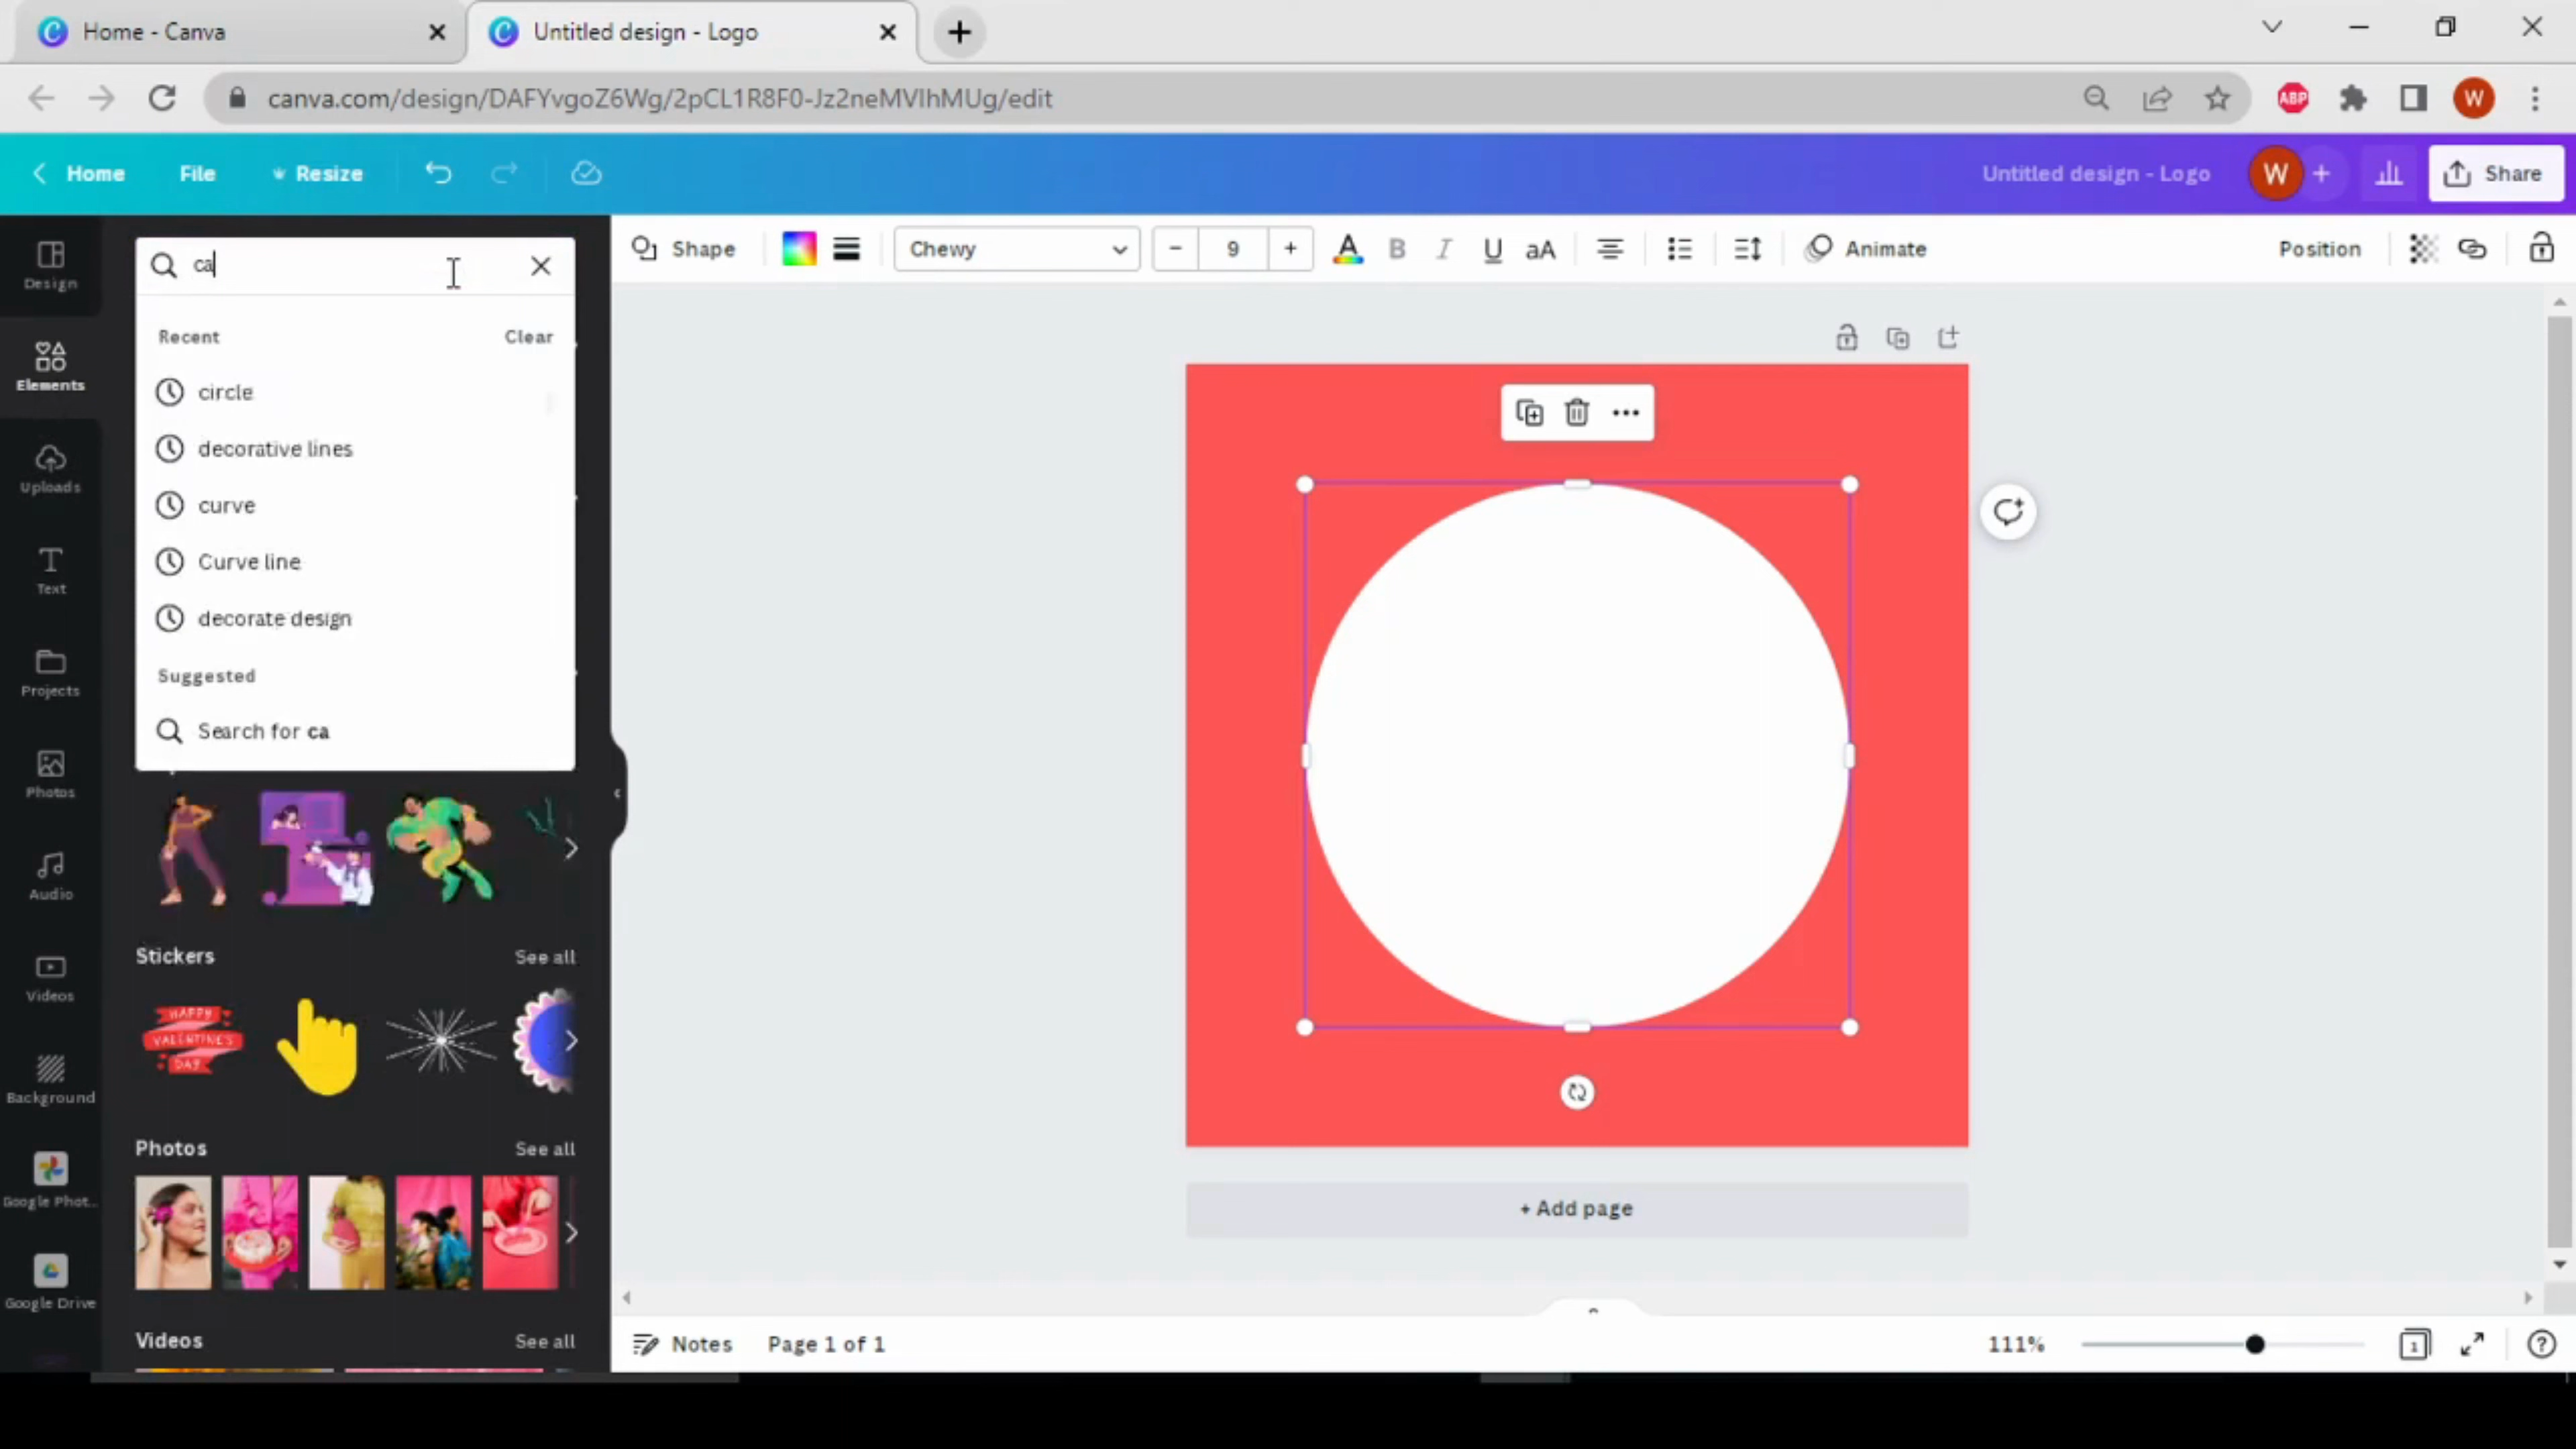 Home - Canva
Untitled design - Logo
canva.com/design/DAFYvgoZ6Wg/2pCL1R8F0-Jz2neMVIhMUg/edit
ABP
W
Home
File
Resize
Untitled design - Logo
W
Share
Design
Elements
Uploads
Text
Projects
Photos
Audio
Videos
Background
Google Phot...
Google Drive
ca
Recent
Clear
circle
decorative lines
curve
Curve line
decorate design
Suggested
Search for ca
Stickers
See all
HAPPY
VALENTINE'S
DAY
Photos
See all
Videos
See all
Shape
Chewy
9
A
B
I
U
aA
Animate
Position
+ Add page
Notes
Page 1 of 1
111%
1